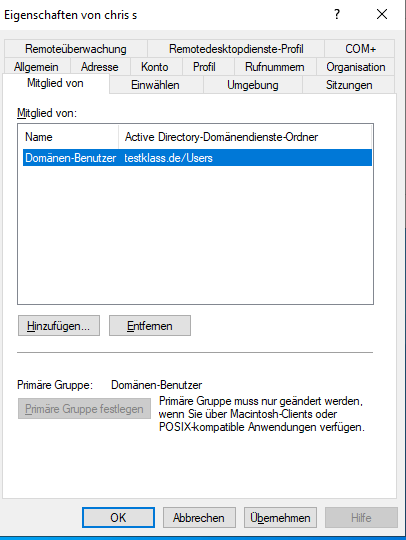 Eigenschaften von chris s
?
Remoteüberwachung Remotedesktopdienste-Profil COM+
Allgemein Adresse Konto Profil Rufnummern Organisation
Mitglied von Einwählen Umgebung Sitzungen
Mitglied von:
Name Active Directory-Domänendienste-Ordner
Domänen-Benutzer testklass.de/Users
Hinzufügen... Entfernen
Primäre Gruppe: Domänen-Benutzer
Primäre Gruppe festlegen
Primäre Gruppe muss nur geändert werden,
wenn Sie über Macintosh-Clients oder
POSIX-kompatible Anwendungen verfügen.
OK Abbrechen Übernehmen Hilfe